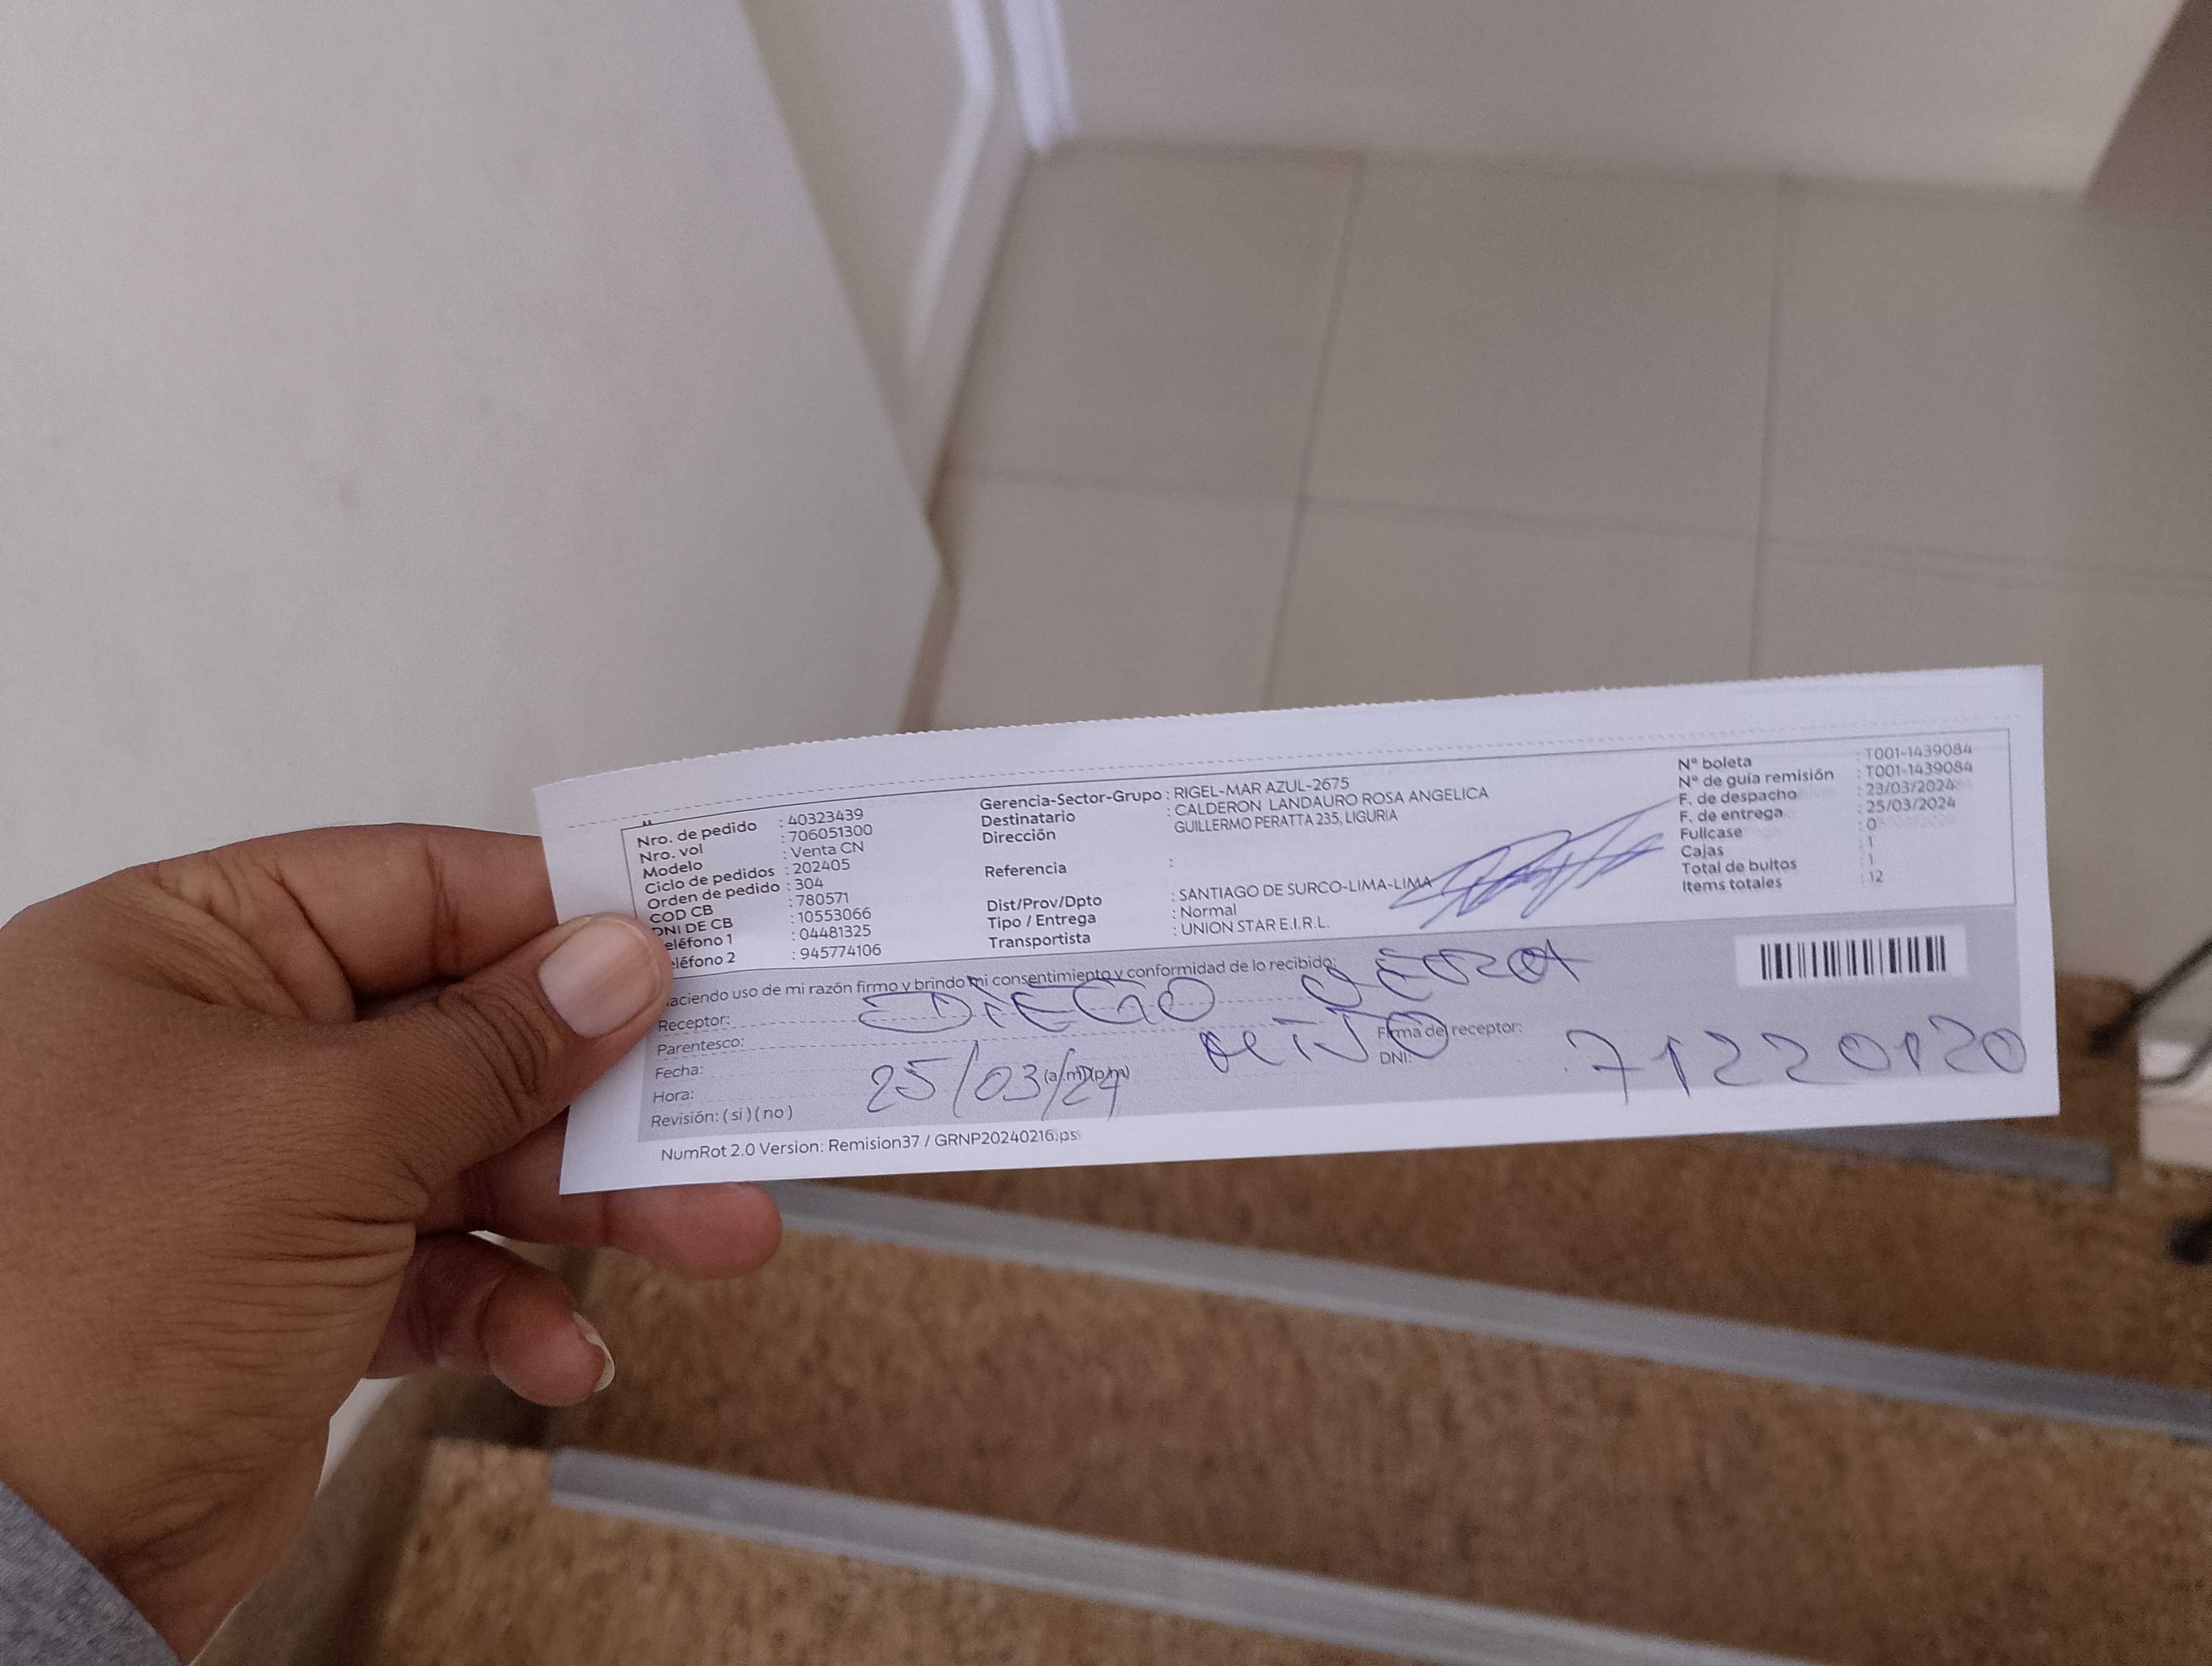 Nro. de pedido : 40323439
Nro. vol : 706051300
Modelo : Venta CN
Ciclo de pedidos : 202405
Orden de pedido : 304
COD CB : 780571
DNI DE CB : 10553066
eléfono 1 : 04481325
eléfono 2 : 945774106
Gerencia-Sector-Grupo : RIGEL-MAR AZUL-2675
Destinatario : CALDERON LANDAURO ROSA ANGELICA
Dirección GUILLERMO PERATTA 235, LIGURIA
Referencia :
Dist/Prov/Dpto : SANTIAGO DE SURCO-LIMA-LIMA
Tipo / Entrega : Normal
Transportista : UNION STAR E.I.R.L.
N° boleta : T001-1439084
N° de guía remisión : T001-1439084
F. de despacho : 23/03/2024
F. de entrega : 25/03/2024
Fullcase : 0
Cajas : 1
Total de bultos : 1
Items totales : 12
aciendo uso de mi razón firmo y brindo mi consentimiento y conformidad de lo recibido:
Receptor: DIEGO
Parentesco: HIJO
Firma de receptor:
Fecha: 25/03/24
DNI: 71220120
Hora: (a.m)(p.m)
Revisión: ( si ) ( no )
NumRot 2.0 Version: Remision37 / GRNP20240216.ps